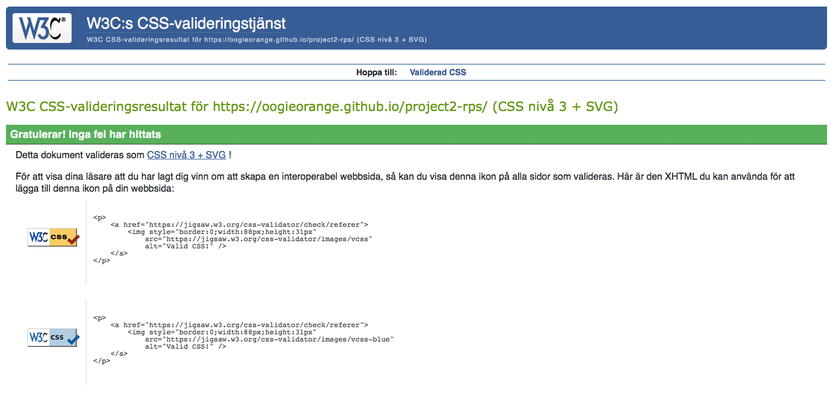 W3C®
W3C:s CSS-valideringstjänst
W3C CSS-valideringsresultat för https://oogieorange.github.io/project2-rps/ (CSS nivå 3 + SVG)
Hoppa till: Validerad CSS
W3C CSS-valideringsresultat för https://oogieorange.github.io/project2-rps/ (CSS nivå 3 + SVG)
Gratulerar! Inga fel har hittats
Detta dokument valideras som CSS nivå 3 + SVG !
För att visa dina läsare att du har lagt dig vinn om att skapa en interoperabel webbsida, så kan du visa denna ikon på alla sidor som valideras. Här är den XHTML du kan använda för att
lägga till denna ikon på din webbsida:
W3C css
<p>
<a href="https://jigsaw.w3.org/css-validator/check/referer">
<img style="border:0;width:88px;height:31px"
src="https://jigsaw.w3.org/css-validator/images/vcss"
alt="Valid CSS!" />
</a>
</p>
W3C css
<p>
<a href="https://jigsaw.w3.org/css-validator/check/referer">
<img style="border:0;width:88px;height:31px"
src="https://jigsaw.w3.org/css-validator/images/vcss-blue"
alt="Valid CSS!" />
</a>
</p>